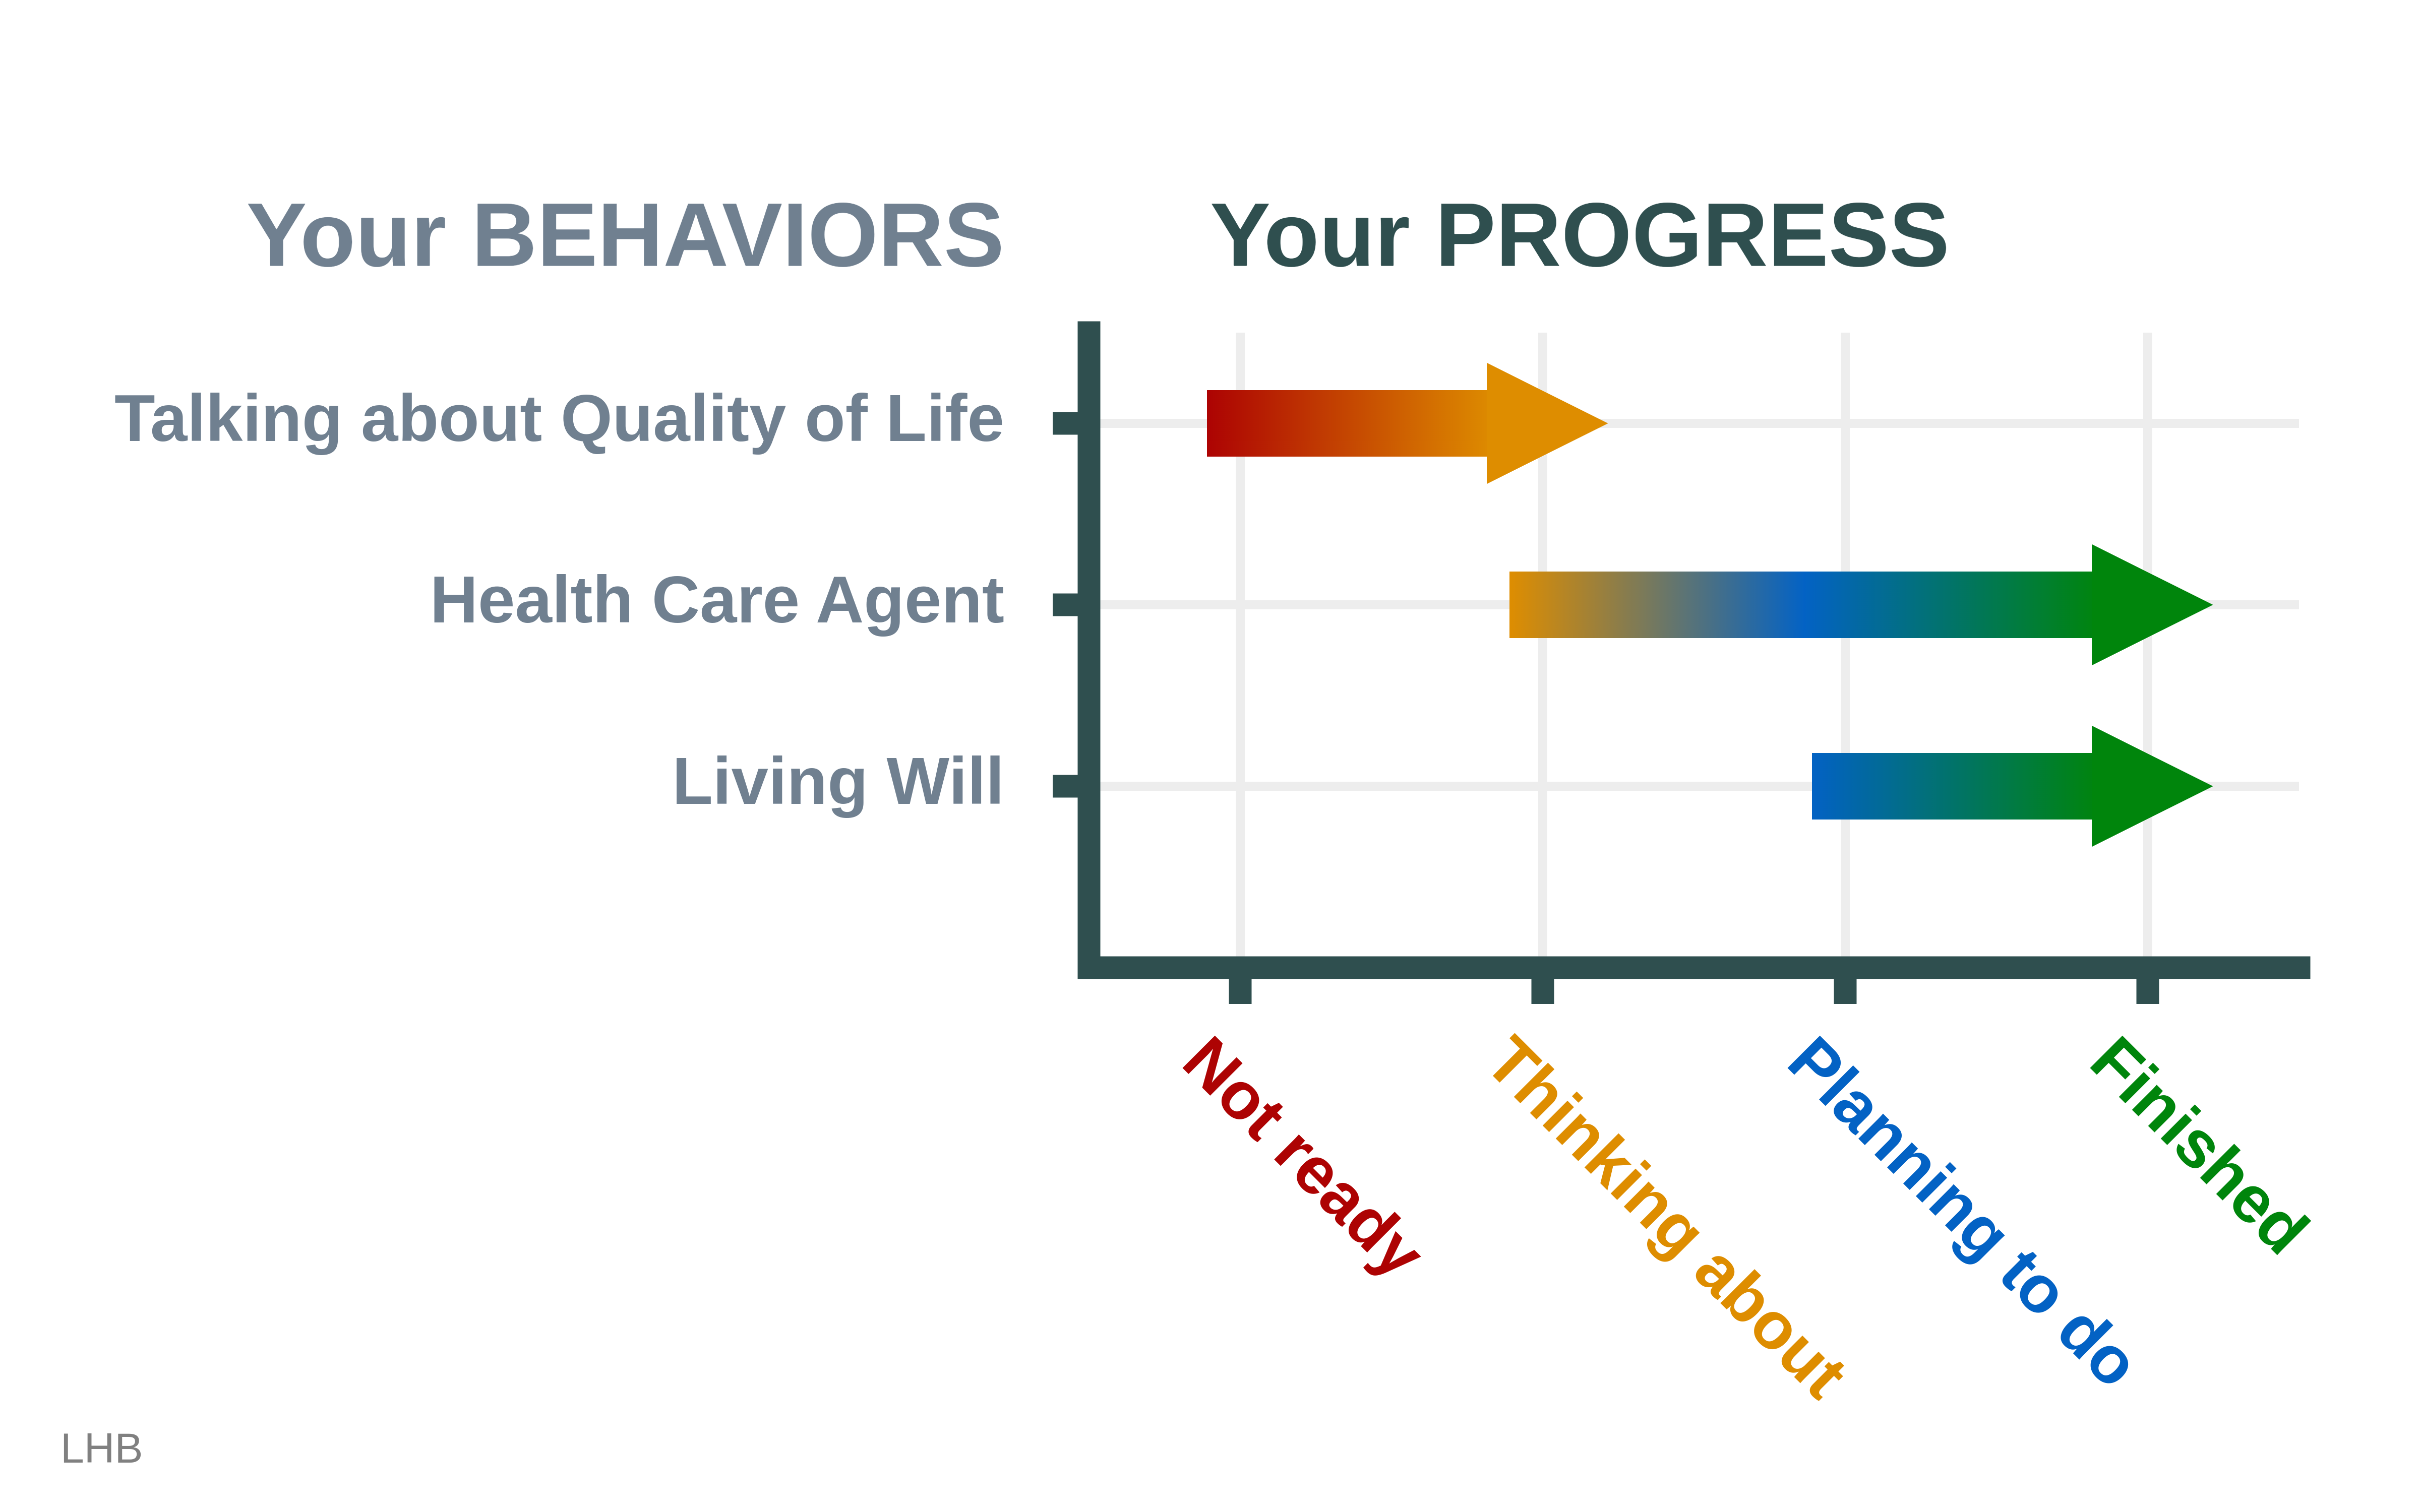 Your BEHAVIORS
Your PROGRESS
Talking about Quality of Life
Health Care Agent
Living Will
Not ready
Thinking about
Planning to do
Finished
LHB